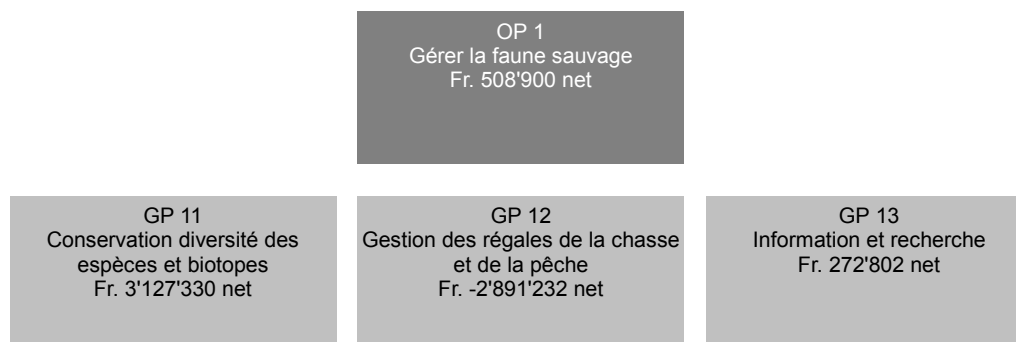 OP 1
Gérer la faune sauvage
Fr. 508'900 net
GP 11
Conservation diversité des
espèces et biotopes
Fr. 3'127'330 net
GP 12
Gestion des régales de la chasse
et de la pêche
Fr. -2'891'232 net
GP 13
Information et recherche
Fr. 272'802 net